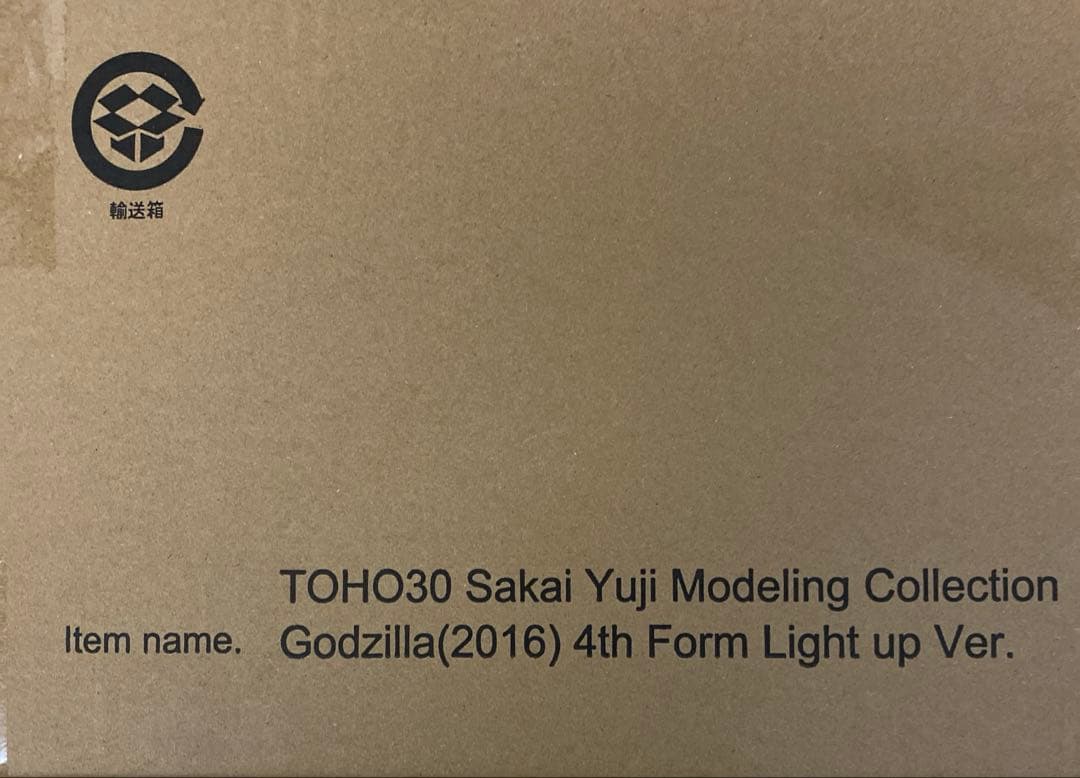 輸送箱
TOHO30 Sakai Yuji Modeling Collection
Item name. Godzilla(2016) 4th Form Light up Ver.